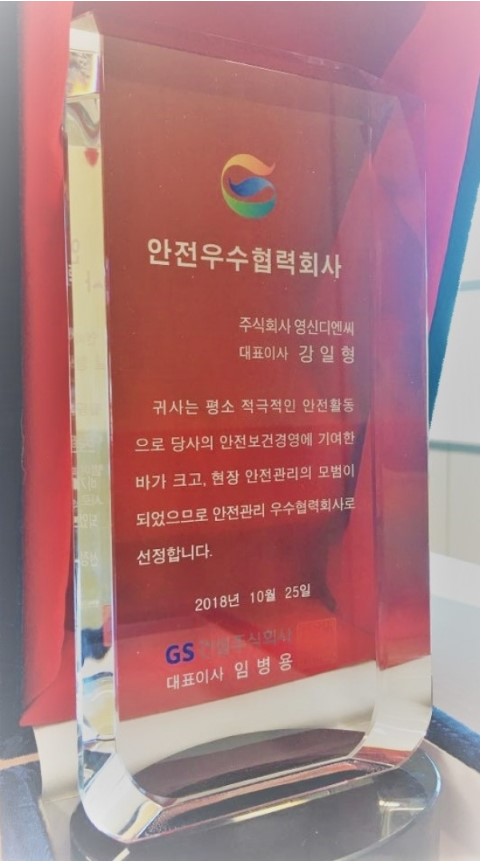 안전우수협력회사
주식회사 영신디엔씨
대표이사 강일형
귀사는 평소 적극적인 안전활동
으로 당사의 안전보건경영에 기여한
바가 크고, 현장 안전관리의 모범이
되었으므로 안전관리 우수협력회사로
선정합니다.
2018년 10월 25일
GS건설주식회사
대표이사 임병용